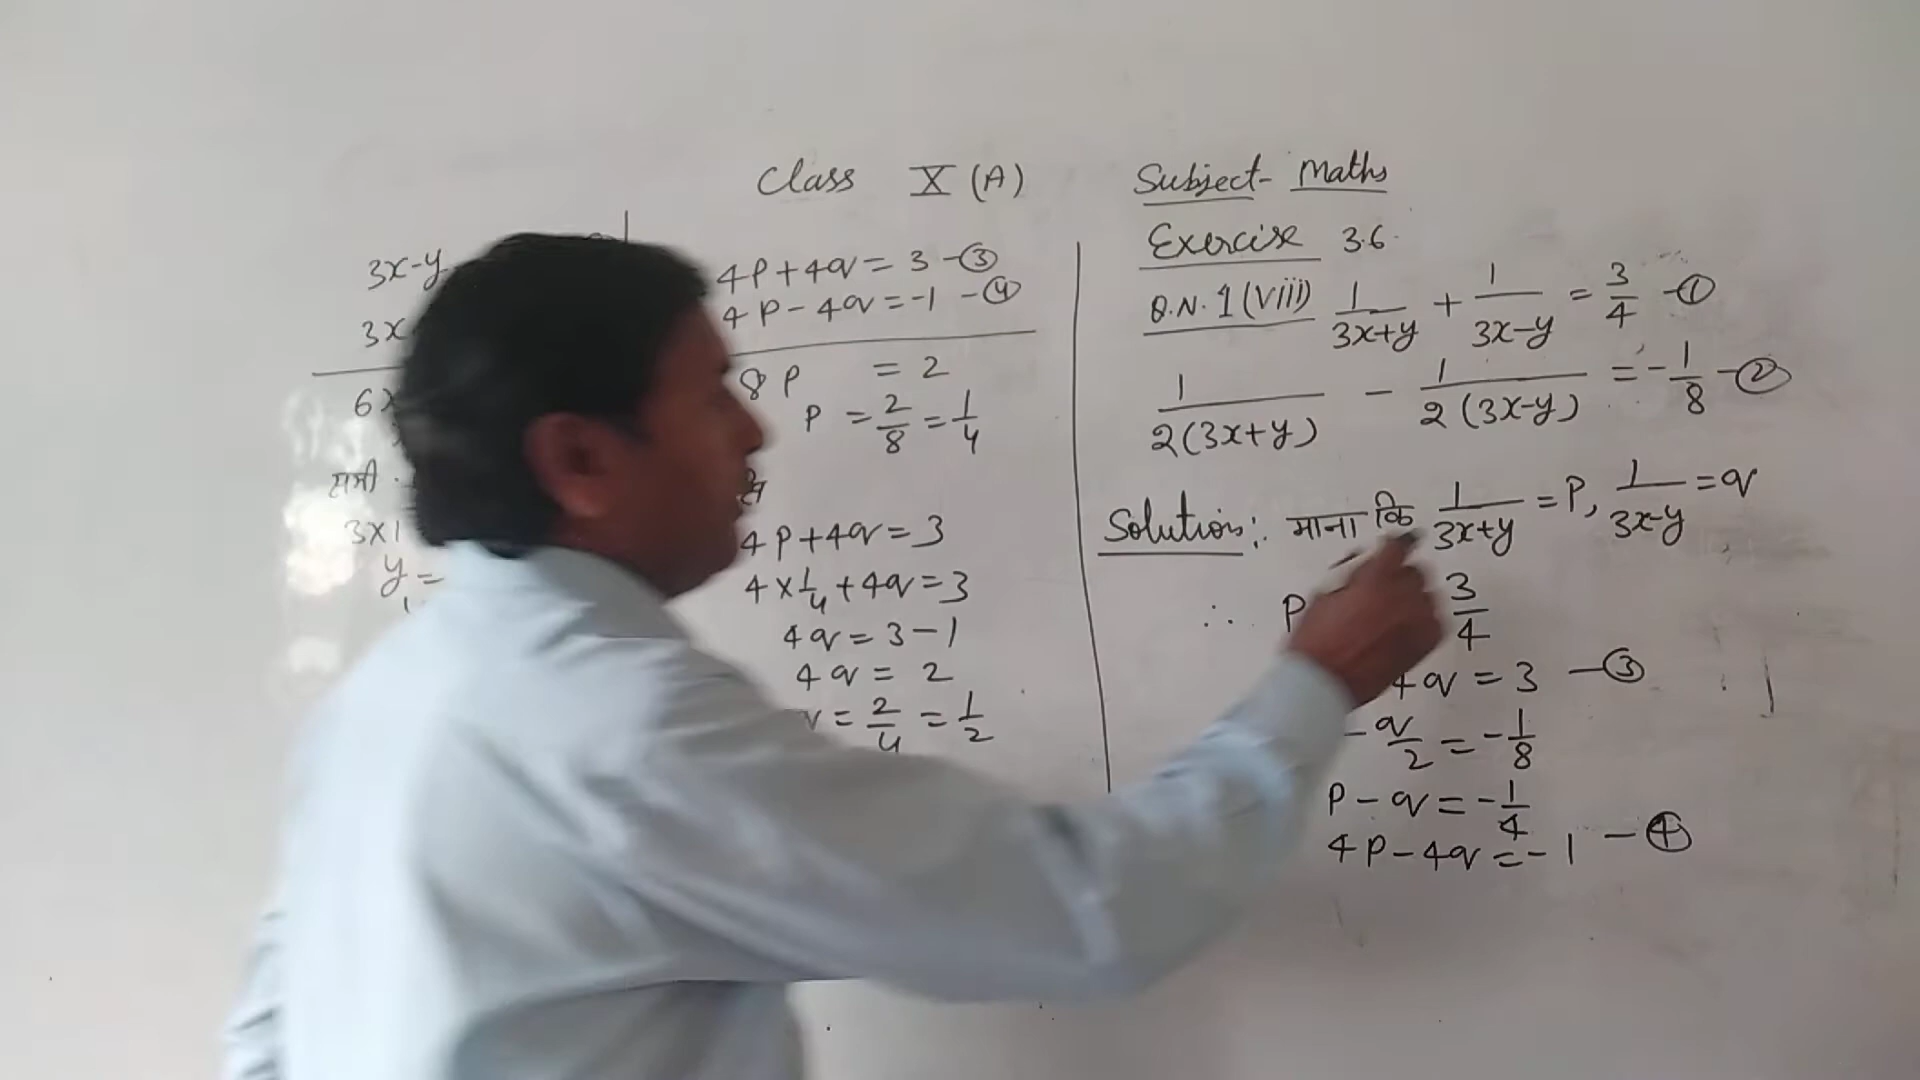 Class X (A) Subject- Maths
Exercise 3.6.
Q.N. 1 (viii) 1/(3x+y) + 1/(3x-y) = 3/4 -①
1/(2(3x+y)) - 1/(2(3x-y)) = -1/8 -②
Solution:. माना कि 1/(3x+y) = P, 1/(3x-y) = q
∴ P 3/4
4q = 3 -③
- q/2 = -1/8
P - q = -1/4
4P - 4q = -1 -④
4P + 4q = 3 -③
4P - 4q = -1 -④
8P = 2
P = 2/8 = 1/4
से
4P + 4q = 3
4 × 1/4 + 4q = 3
4q = 3 - 1
4q = 2
= 2/4 = 1/2
3x-y
3x
6x
समी.
3×1
y =